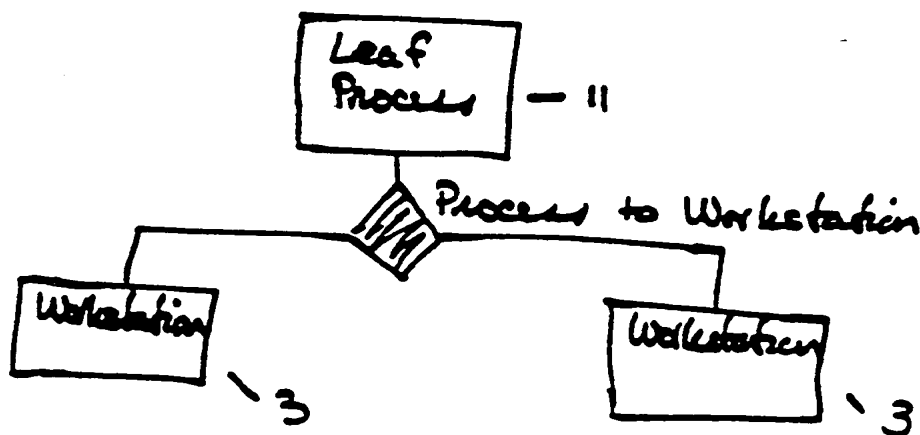 Leaf
Process
11
Process to Workstation
Workstation
3
Workstation
3